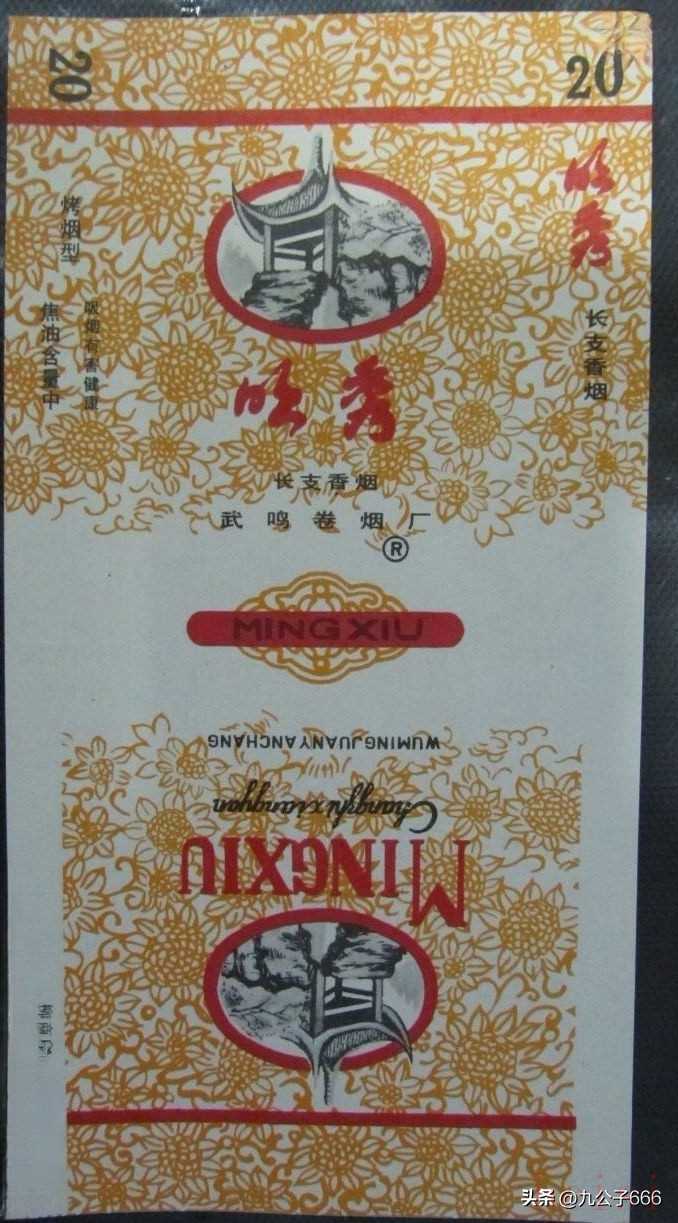 20
20
明秀
长支香烟
烤烟型
吸烟有害健康
焦油含量中
明秀
长支香烟
武鸣卷烟厂
®
MINGXIU
WUMINGJUANYANCHANG
Changzhixiangyan
MINGXIU
头条 @九公子666